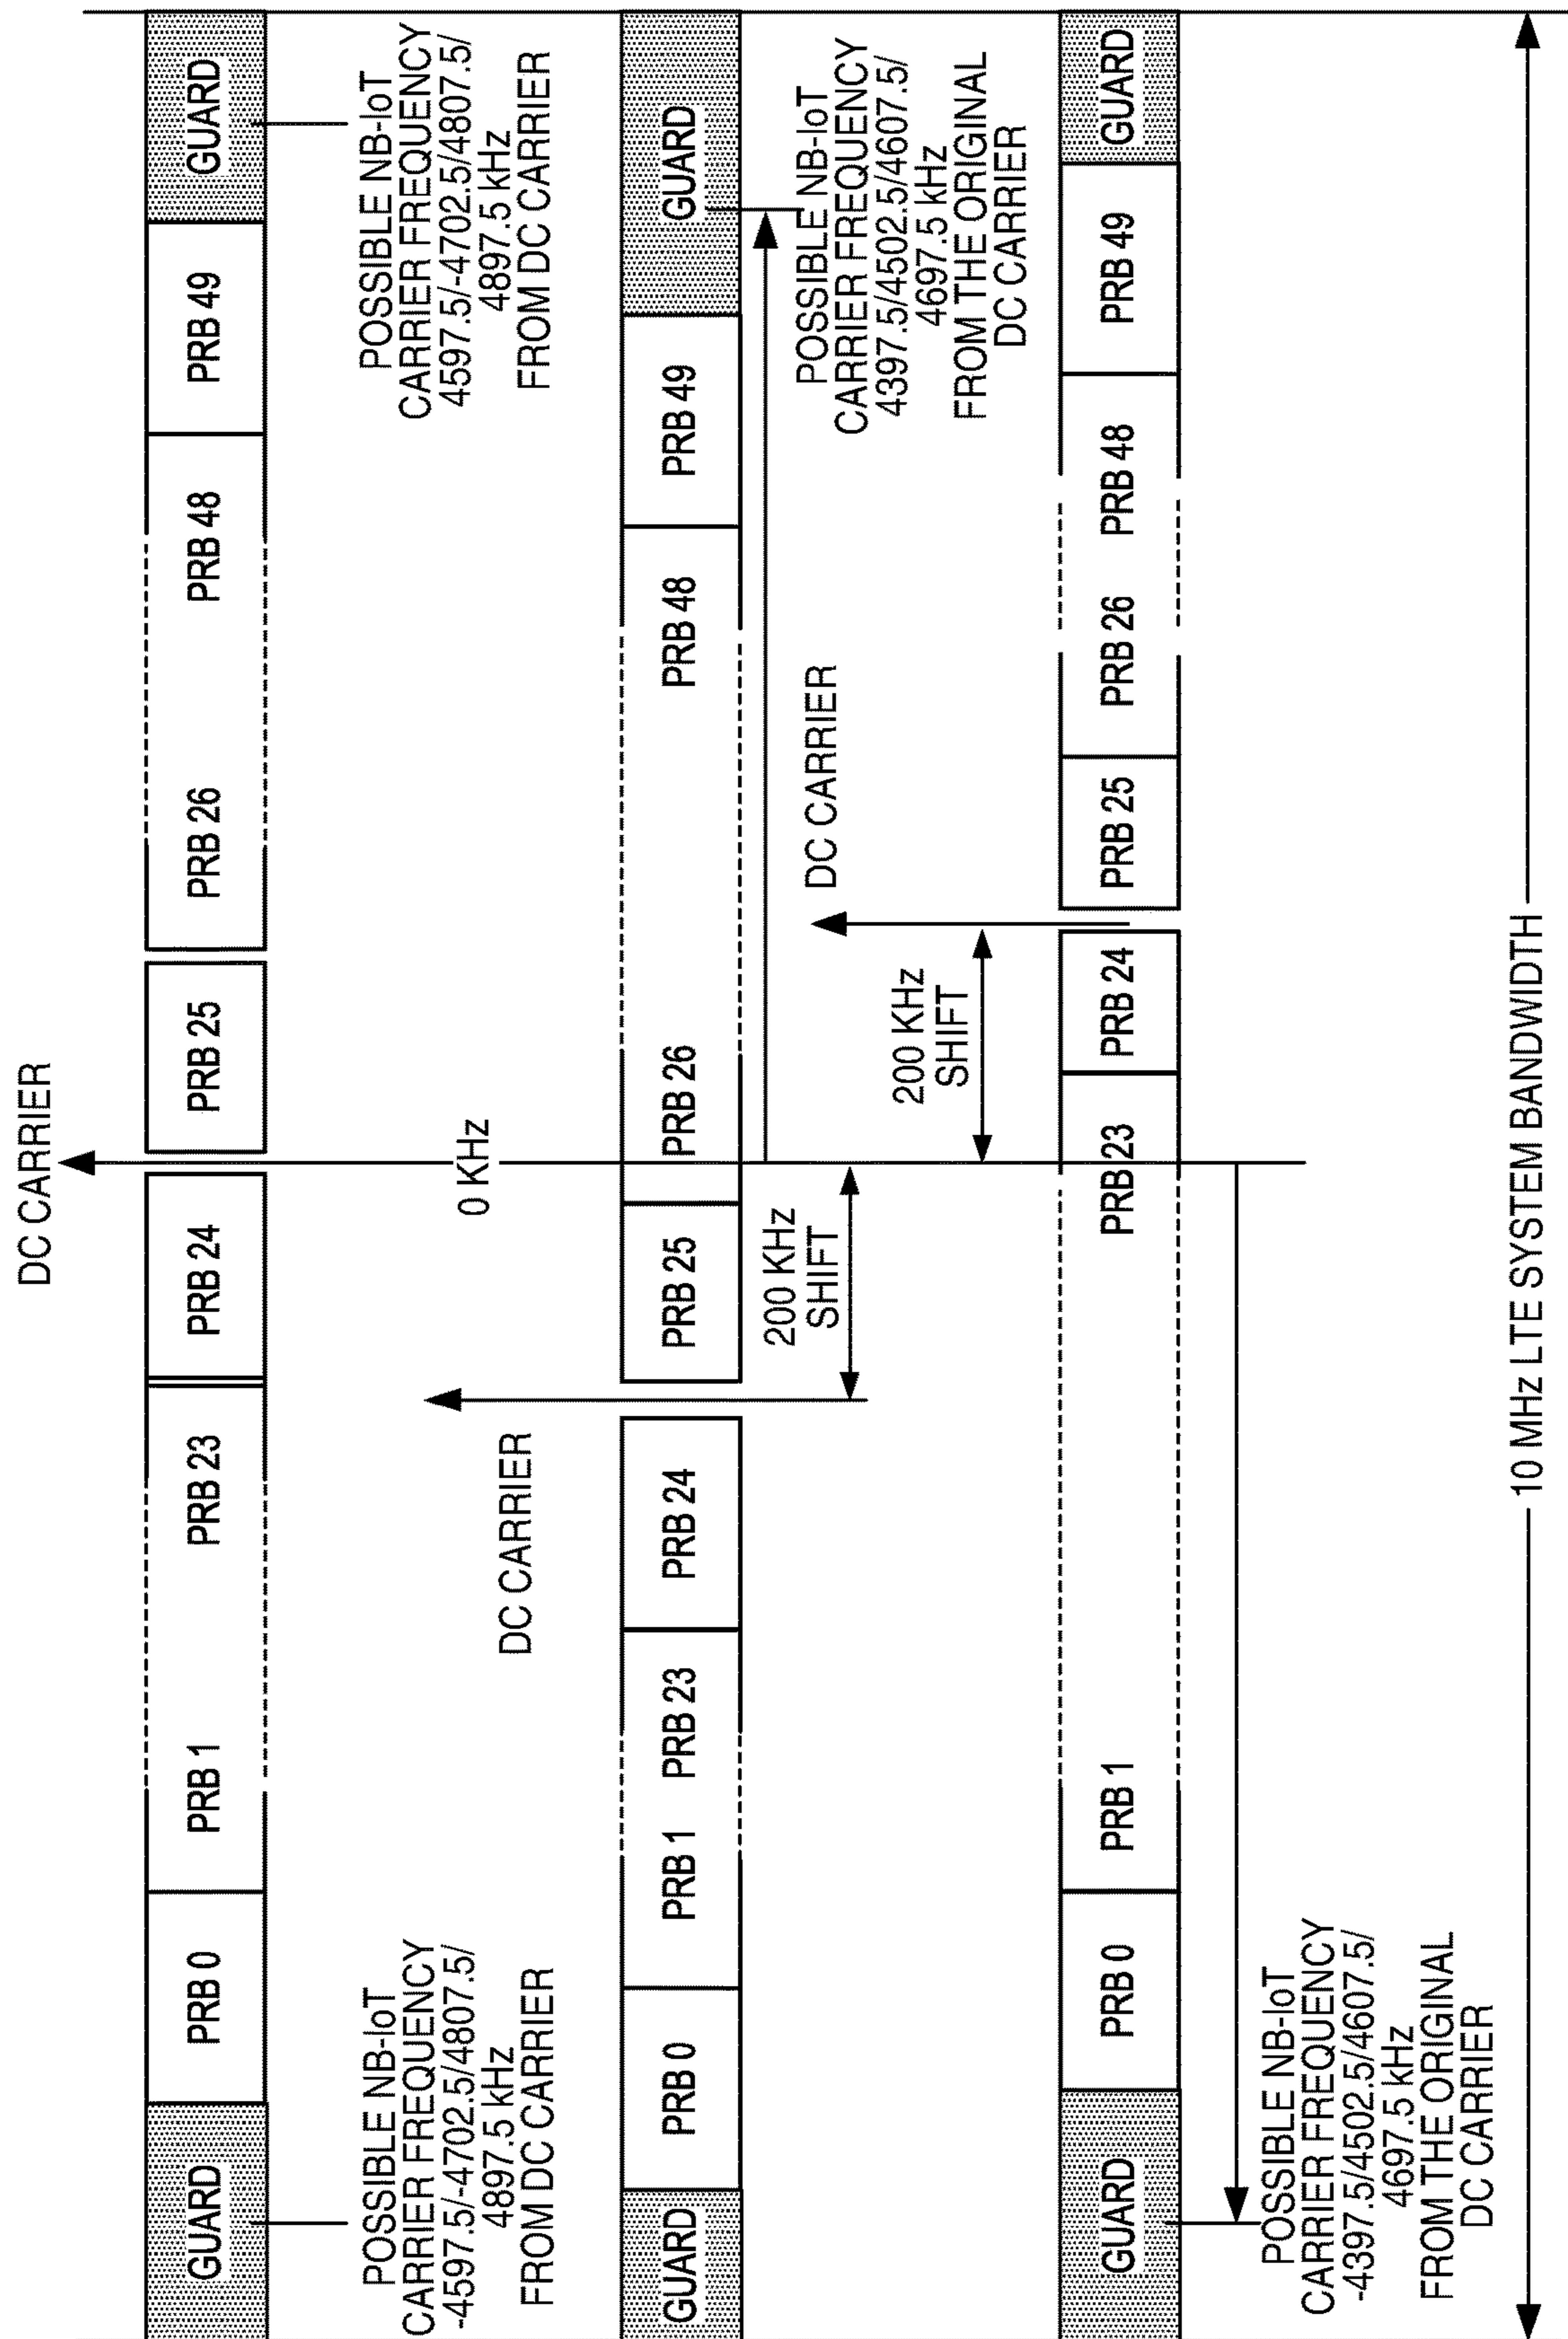 DC CARRIER
GUARD
PRB 0
PRB 1
PRB 23
PRB 24
PRB 25
PRB 26
PRB 48
PRB 49
GUARD
POSSIBLE NB-IoT
CARRIER FREQUENCY
-4597.5/-4702.5/4807.5/
4897.5 kHz
FROM DC CARRIER
0 KHz
POSSIBLE NB-IoT
CARRIER FREQUENCY
4597.5/-4702.5/4807.5/
4897.5 kHz
FROM DC CARRIER
DC CARRIER
GUARD
PRB 0
PRB 1
PRB 23
PRB 24
PRB 25
PRB 26
PRB 48
PRB 49
GUARD
200 KHz
SHIFT
DC CARRIER
POSSIBLE NB-IoT
CARRIER FREQUENCY
4397.5/4502.5/4607.5/
4697.5 kHz
FROM THE ORIGINAL
DC CARRIER
200 KHz
SHIFT
GUARD
PRB 0
PRB 1
PRB 23
PRB 24
PRB 25
PRB 26
PRB 48
PRB 49
GUARD
POSSIBLE NB-IoT
CARRIER FREQUENCY
-4397.5/4502.5/4607.5/
4697.5 kHz
FROM THE ORIGINAL
DC CARRIER
10 MHz LTE SYSTEM BANDWIDTH